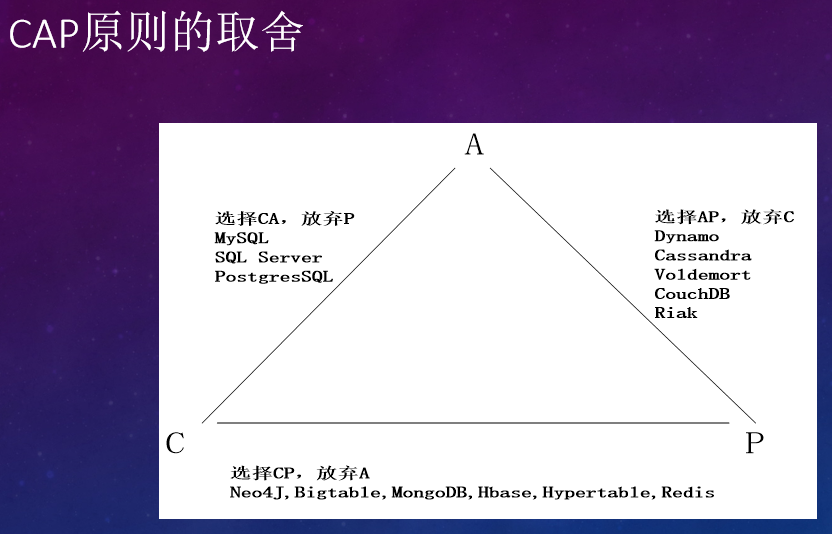 CAP原则的取舍
A
选择CA，放弃P
MySQL
SQL Server
PostgresSQL
选择AP，放弃C
Dynamo
Cassandra
Voldemort
CouchDB
Riak
C
P
选择CP，放弃A
Neo4J,Bigtable,MongoDB,Hbase,Hypertable,Redis